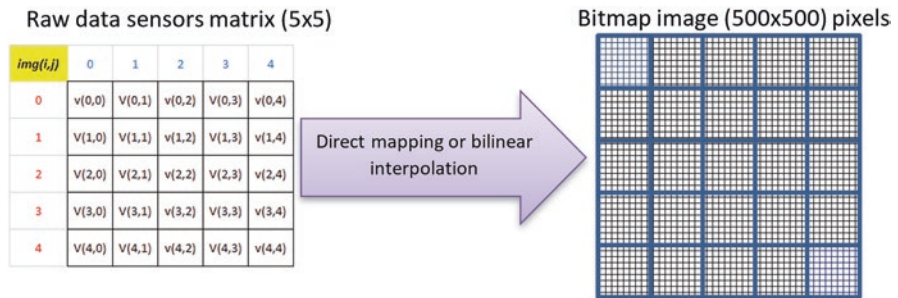 Raw data sensors matrix (5x5)
Bitmap image (500x500) pixels
img(i,j) 0 1 2 3 4
0 v(0,0) V(0,1) v(0,2) V(0,3) v(0,4)
1 V(1,0) V(1,1) v(1,2) V(1,3) v(1,4)
2 V(2,0) V(2,1) v(2,2) V(2,3) v(2,4)
3 V(3,0) V(3,1) v(3,2) V(3,3) v(3,4)
4 V(4,0) V(4,1) v(4,2) V(4,3) v(4,4)
Direct mapping or bilinear
interpolation